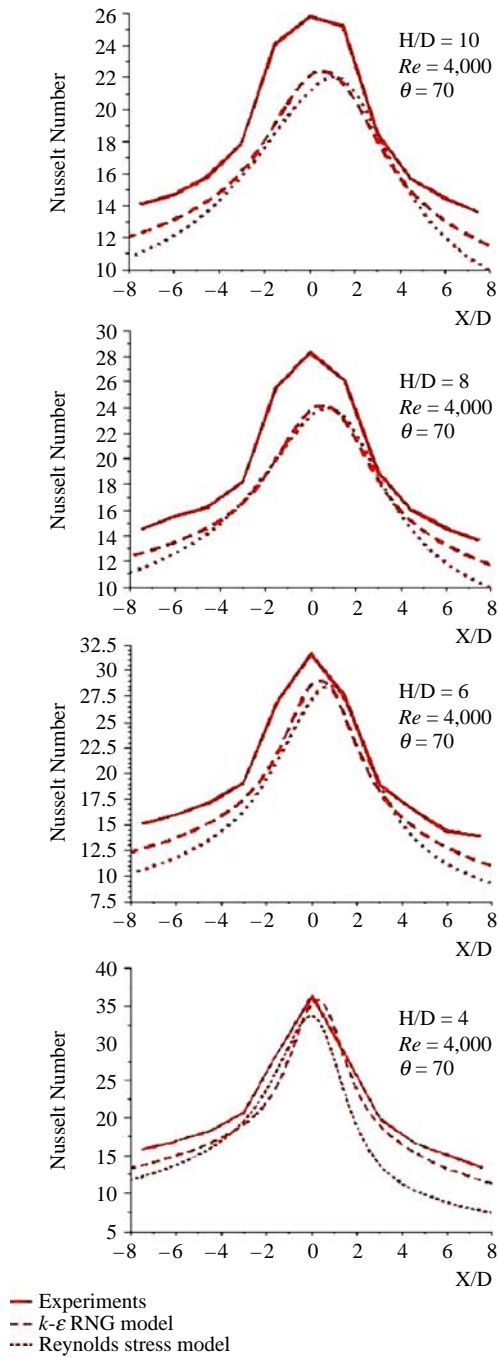 26
24
22
20
18
16
14
12
10
Nusselt Number
H/D = 10
Re = 4,000
θ = 70
−8 −6 −4 −2 0 2 4 6 8
X/D
30
28
26
24
22
20
18
16
14
12
10
Nusselt Number
H/D = 8
Re = 4,000
θ = 70
−8 −6 −4 −2 0 2 4 6 8
X/D
32.5
30
27.5
25
22.5
20
17.5
15
12.5
10
7.5
Nusselt Number
H/D = 6
Re = 4,000
θ = 70
−8 −6 −4 −2 0 2 4 6 8
X/D
40
35
30
25
20
15
10
5
Nusselt Number
H/D = 4
Re = 4,000
θ = 70
−8 −6 −4 −2 0 2 4 6 8
X/D
Experiments
k-ε RNG model
Reynolds stress model